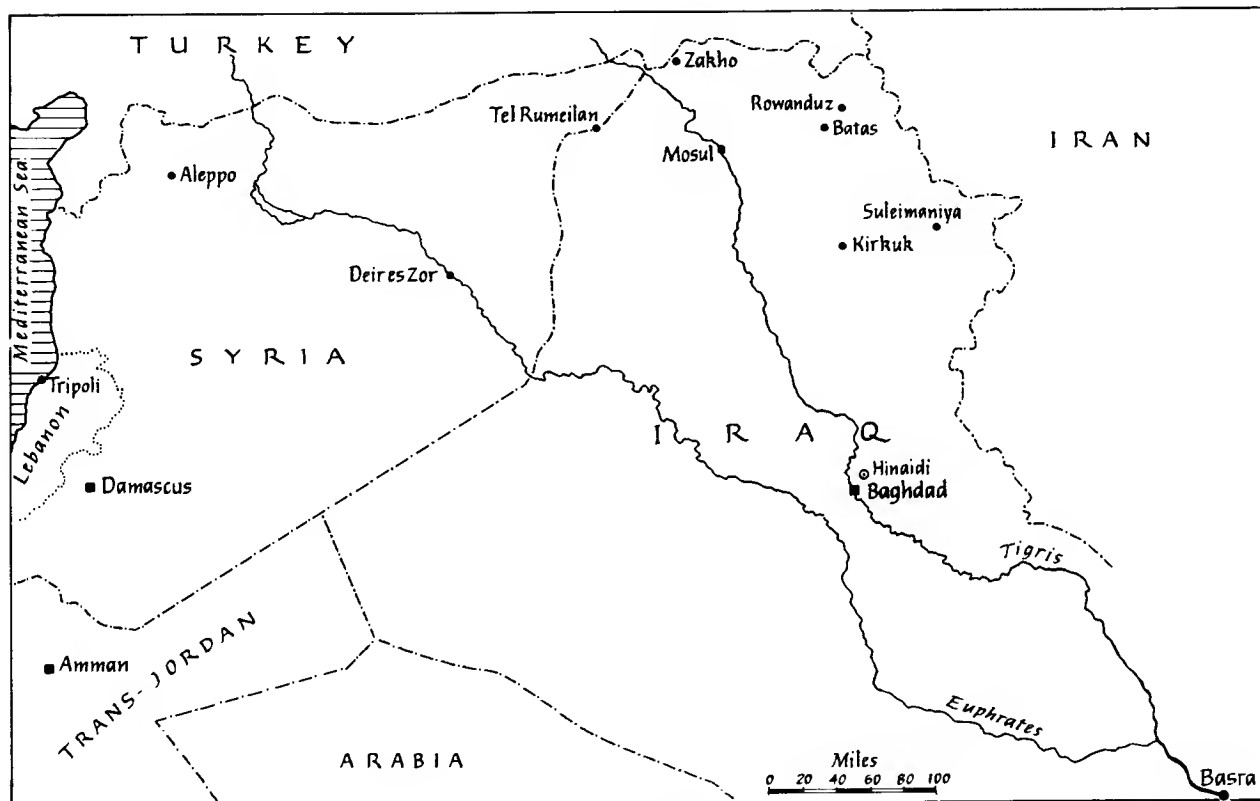 TURKEY
Zakho
Rowanduz
Tel Rumeilan
Batas
IRAN
Mosul
Mediterranean Sea
Aleppo
Suleimaniya
Kirkuk
Deir es Zor
SYRIA
Tripoli
Lebanon
IRAQ
Hinaidi
Damascus
Baghdad
Tigris
TRANS-JORDAN
Amman
Euphrates
ARABIA
Miles
0 20 40 60 80 100
Basra